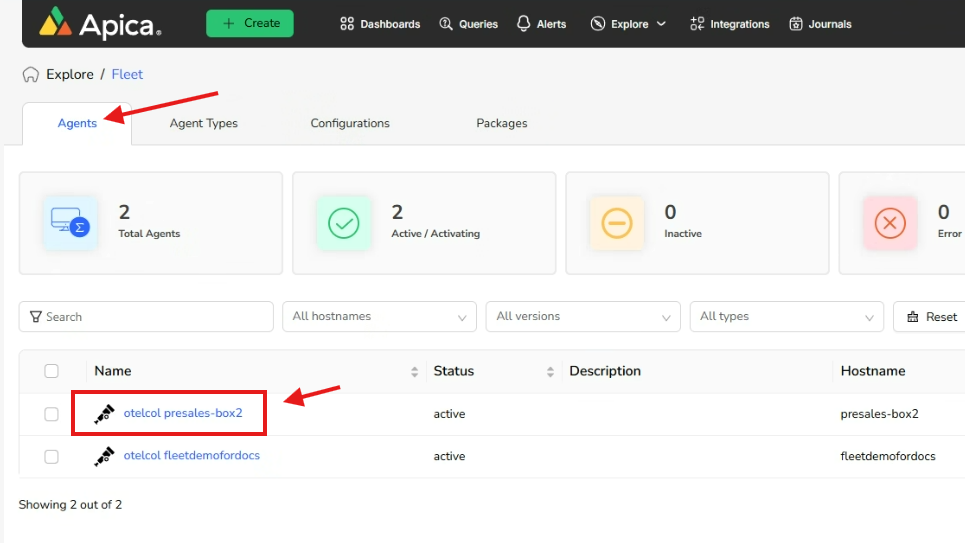 Apica®
+ Create
Dashboards
Queries
Alerts
Explore
Integrations
Journals
Explore / Fleet
Agents
Agent Types
Configurations
Packages
2
Total Agents
2
Active / Activating
0
Inactive
0
Error
Search
All hostnames
All versions
All types
Reset
Name Status Description Hostname
otelcol presales-box2 active presales-box2
otelcol fleetdemofordocs active fleetdemofordocs
Showing 2 out of 2